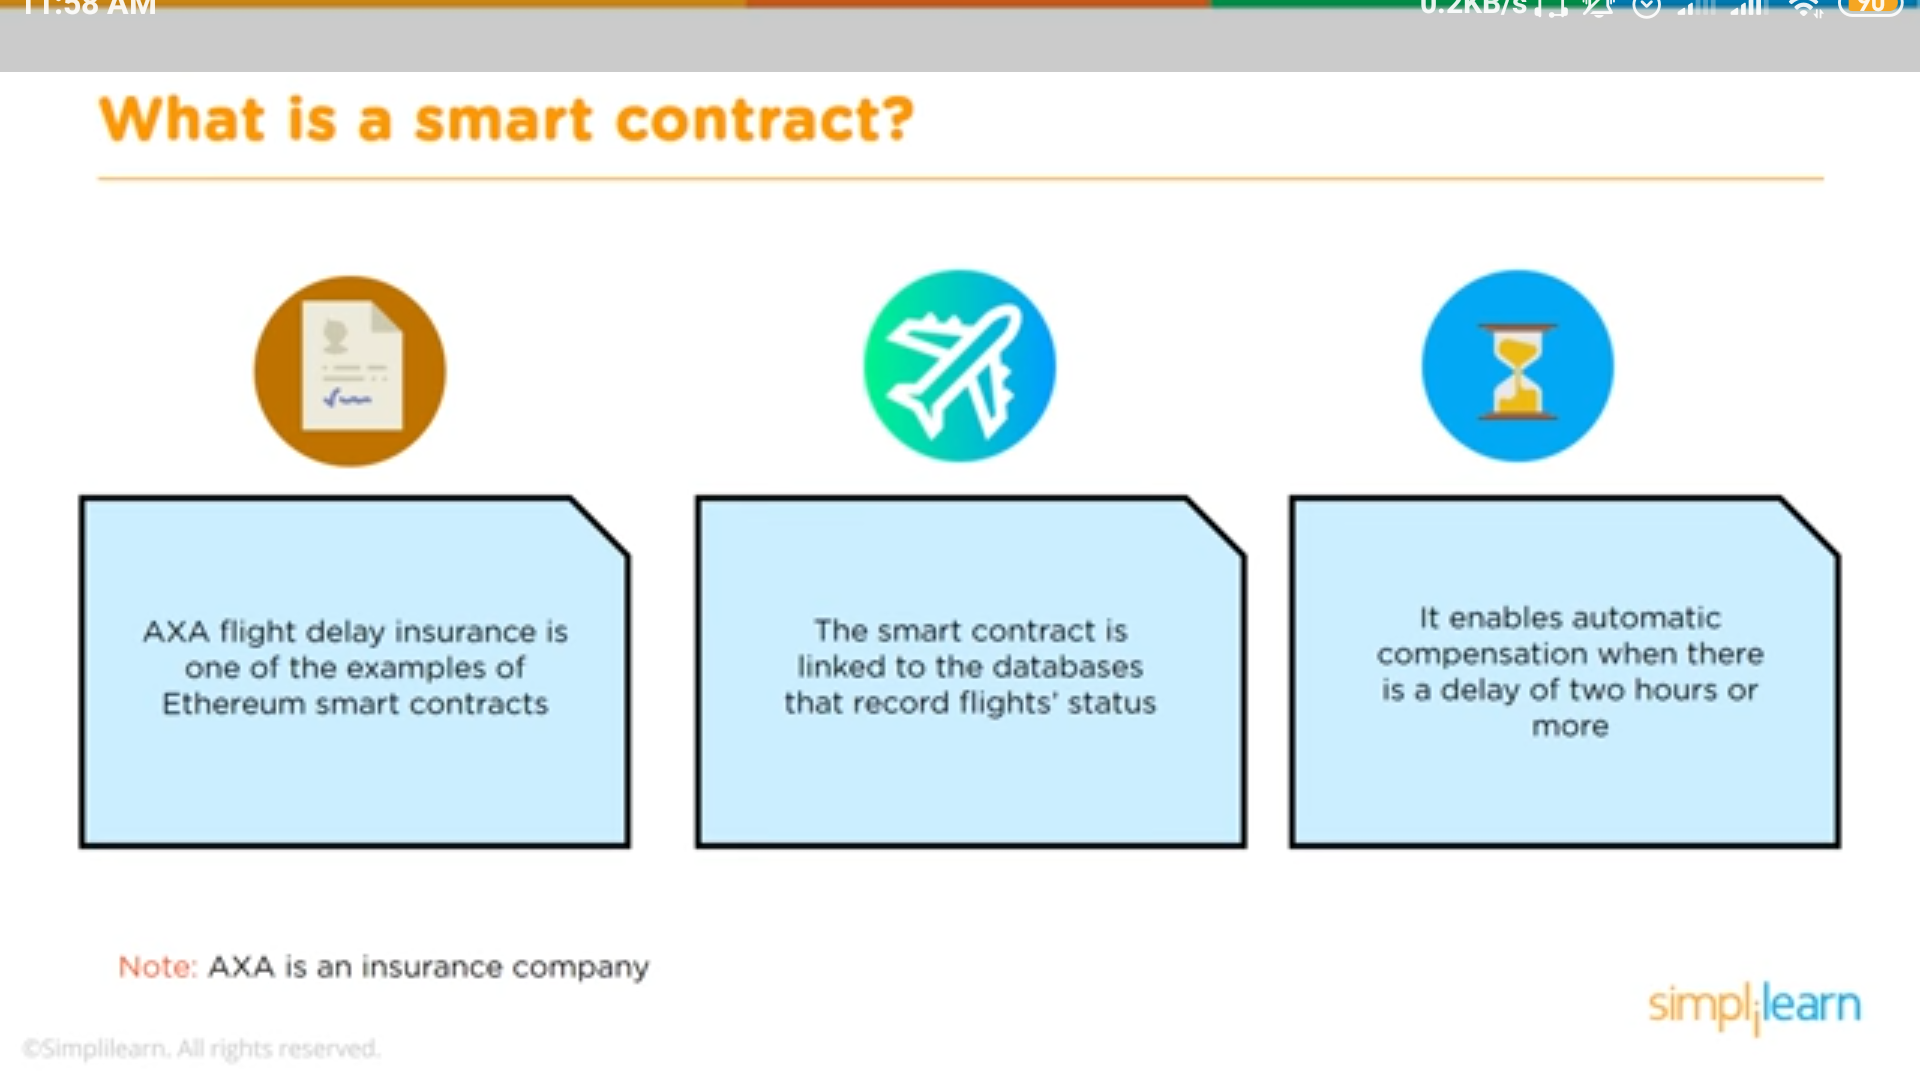 11:58 AM
0.2KB/s
90
What is a smart contract?
AXA flight delay insurance is
one of the examples of
Ethereum smart contracts
The smart contract is
linked to the databases
that record flights' status
It enables automatic
compensation when there
is a delay of two hours or
more
Note: AXA is an insurance company
simplilearn
©Simplilearn. All rights reserved.